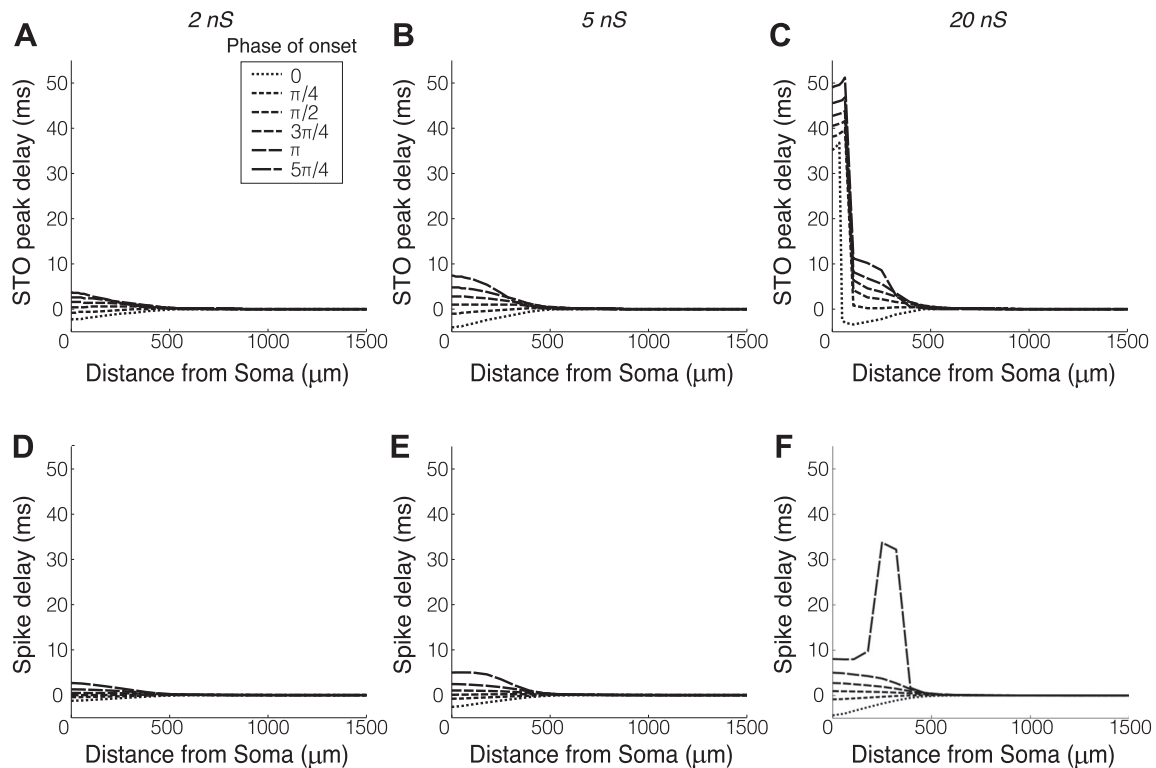 2 nS
5 nS
20 nS
A
B
C
Phase of onset
0
π/4
π/2
3π/4
π
5π/4
STO peak delay (ms)
50
40
30
20
10
0
0
500
1000
1500
Distance from Soma (μm)
STO peak delay (ms)
50
40
30
20
10
0
0
500
1000
1500
Distance from Soma (μm)
STO peak delay (ms)
50
40
30
20
10
0
0
500
1000
1500
Distance from Soma (μm)
D
E
F
Spike delay (ms)
50
40
30
20
10
0
0
500
1000
1500
Distance from Soma (μm)
Spike delay (ms)
50
40
30
20
10
0
0
500
1000
1500
Distance from Soma (μm)
Spike delay (ms)
50
40
30
20
10
0
0
500
1000
1500
Distance from Soma (μm)